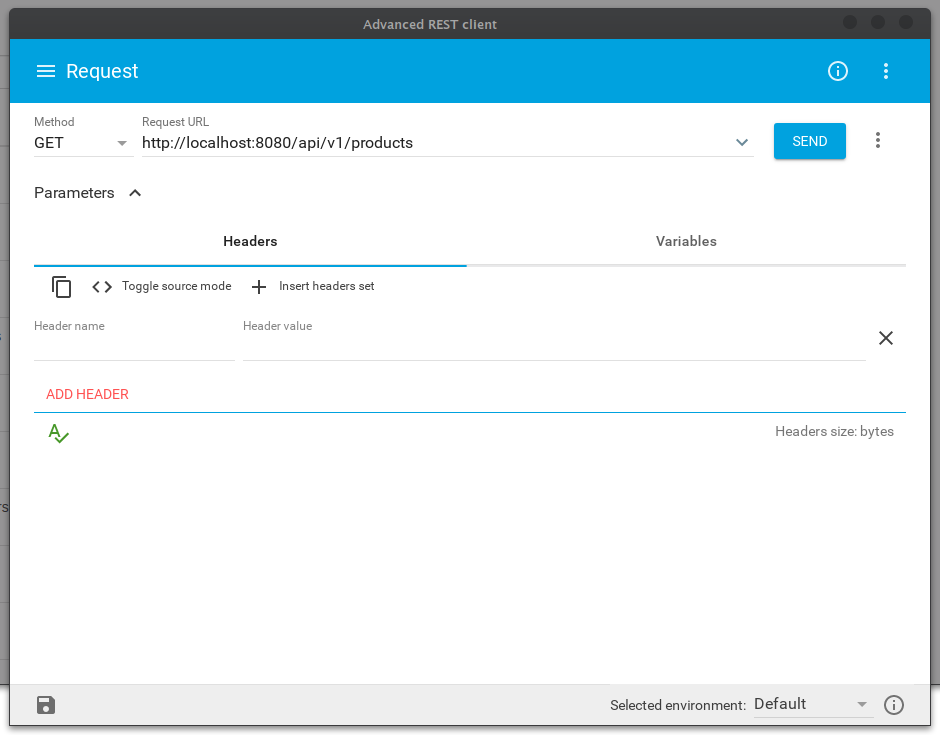 Advanced REST client
Request
Method
Request URL
GET
http://localhost:8080/api/v1/products
SEND
Parameters
Headers
Variables
Toggle source mode
Insert headers set
Header name
Header value
ADD HEADER
Headers size: bytes
Selected environment:
Default